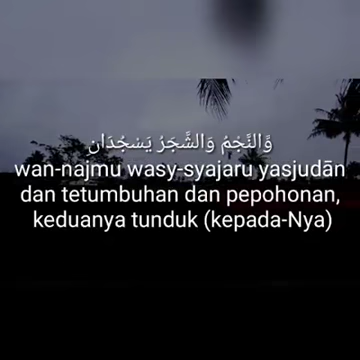 وَّالنَّجْمُ وَالشَّجَرُ يَسْجُدَانِ
wan-najmu wasy-syajaru yasjudān
dan tetumbuhan dan pepohonan,
keduanya tunduk (kepada-Nya)